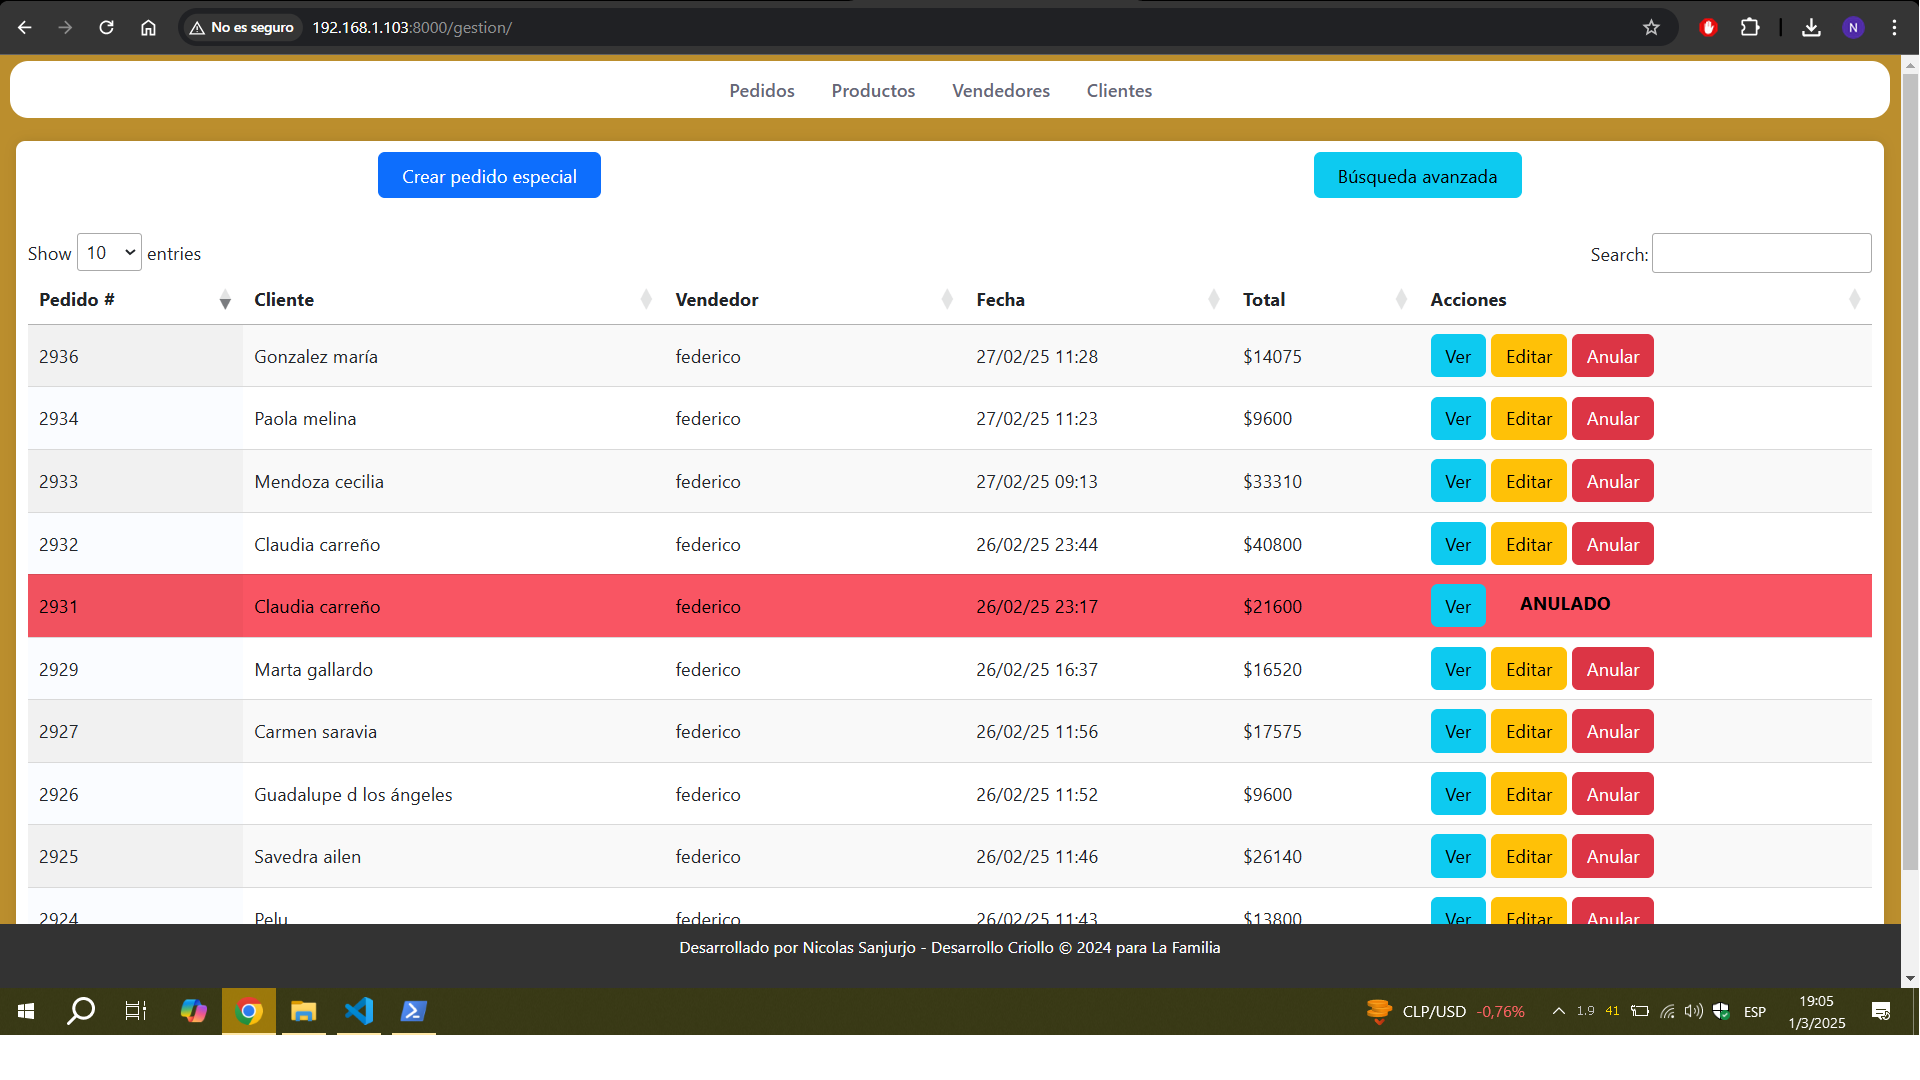 No es seguro 192.168.1.103:8000/gestion/ N
Pedidos Productos Vendedores Clientes
Crear pedido especial Búsqueda avanzada
Show 10 entries Search:
Pedido # Cliente Vendedor Fecha Total Acciones
2936 Gonzalez maría federico 27/02/25 11:28 $14075 Ver Editar Anular
2934 Paola melina federico 27/02/25 11:23 $9600 Ver Editar Anular
2933 Mendoza cecilia federico 27/02/25 09:13 $33310 Ver Editar Anular
2932 Claudia carreño federico 26/02/25 23:44 $40800 Ver Editar Anular
2931 Claudia carreño federico 26/02/25 23:17 $21600 Ver ANULADO
2929 Marta gallardo federico 26/02/25 16:37 $16520 Ver Editar Anular
2927 Carmen saravia federico 26/02/25 11:56 $17575 Ver Editar Anular
2926 Guadalupe d los ángeles federico 26/02/25 11:52 $9600 Ver Editar Anular
2925 Savedra ailen federico 26/02/25 11:46 $26140 Ver Editar Anular
2924 Pelu federico 26/02/25 11:43 $13800 Ver Editar Anular
Desarrollado por Nicolas Sanjurjo - Desarrollo Criollo © 2024 para La Familia
CLP/USD -0,76% 1.9 41 ESP 19:05
1/3/2025